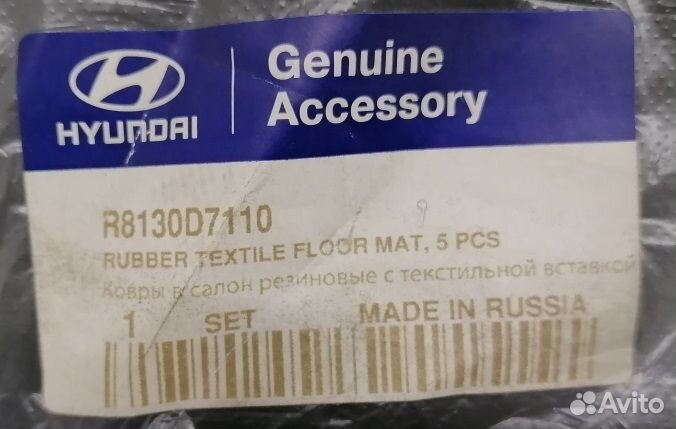 HYUNDAI
Genuine
Accessory
R8130D7110
RUBBER TEXTILE FLOOR MAT, 5 PCS
Ковры в салон резиновые с текстильной вставкой
1 SET MADE IN RUSSIA
Avito